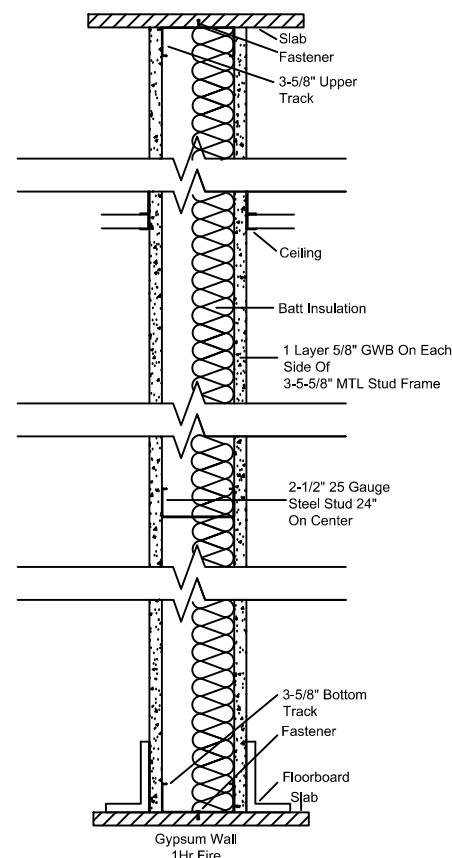 Slab
Fastener
3-5/8" Upper
Track
Ceiling
Batt Insulation
1 Layer 5/8" GWB On Each
Side Of
3-5-5/8" MTL Stud Frame
2-1/2" 25 Gauge
Steel Stud 24"
On Center
3-5/8" Bottom
Track
Fastener
Floorboard
Slab
Gypsum Wall
1Hr Fire